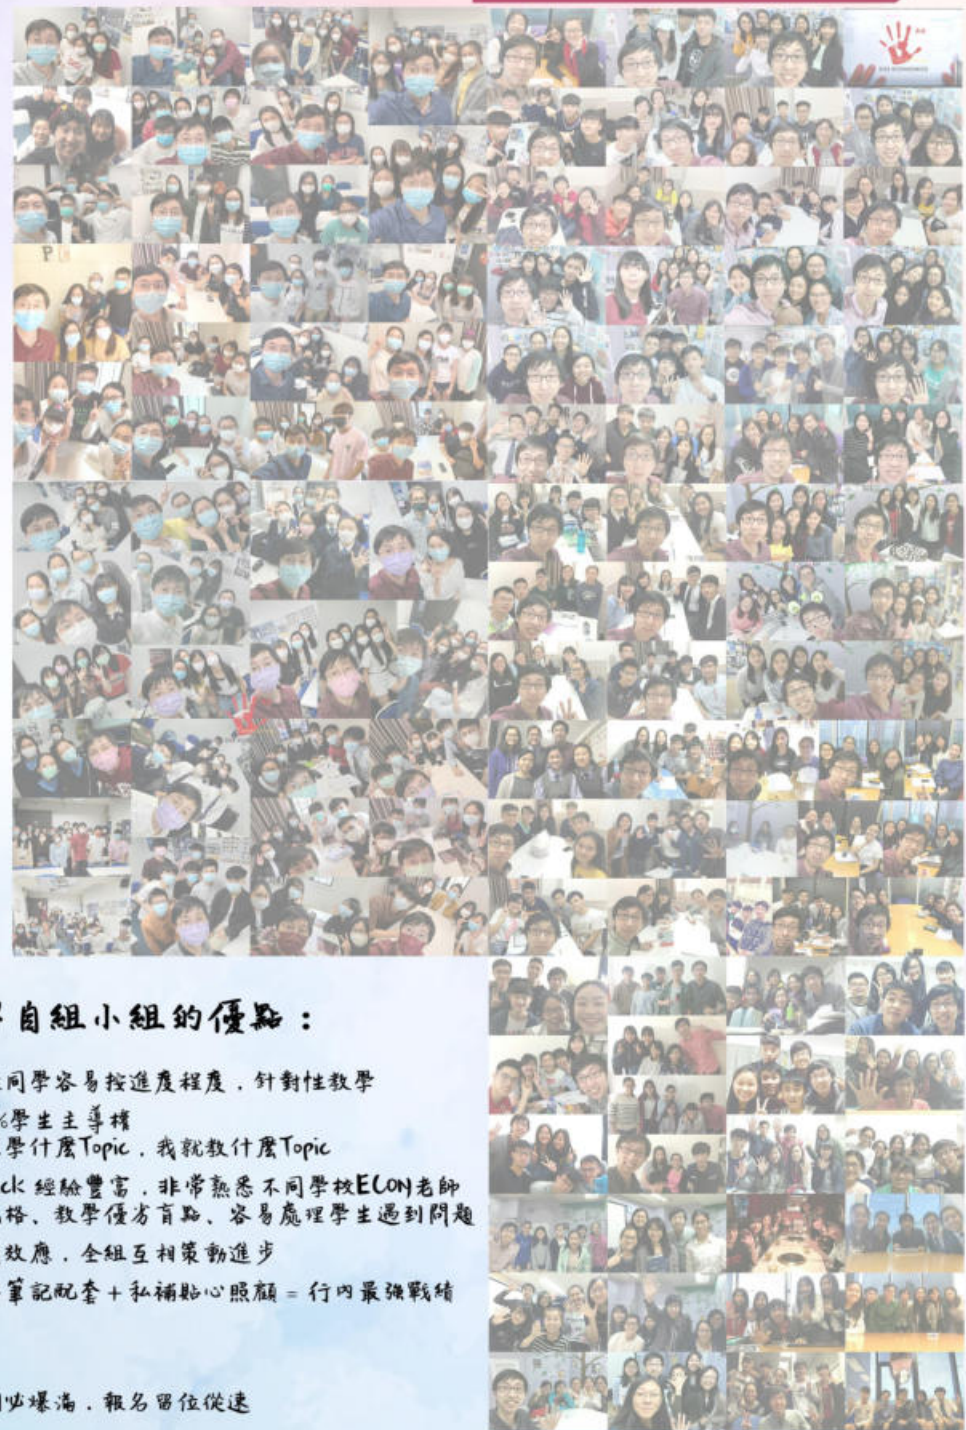 自組小組的優點：
同學容易按進度程度，針對性教學
%學生主導權
學什麼Topic，我就教什麼Topic
ck 經驗豐富，非常熟悉不同學校ECON老師
格、教學優劣盲點、容易處理學生遇到問題
效應，全組互相策動進步
筆記配套＋私補貼心照顧＝行內最強戰績
必爆滿，報名留位從速